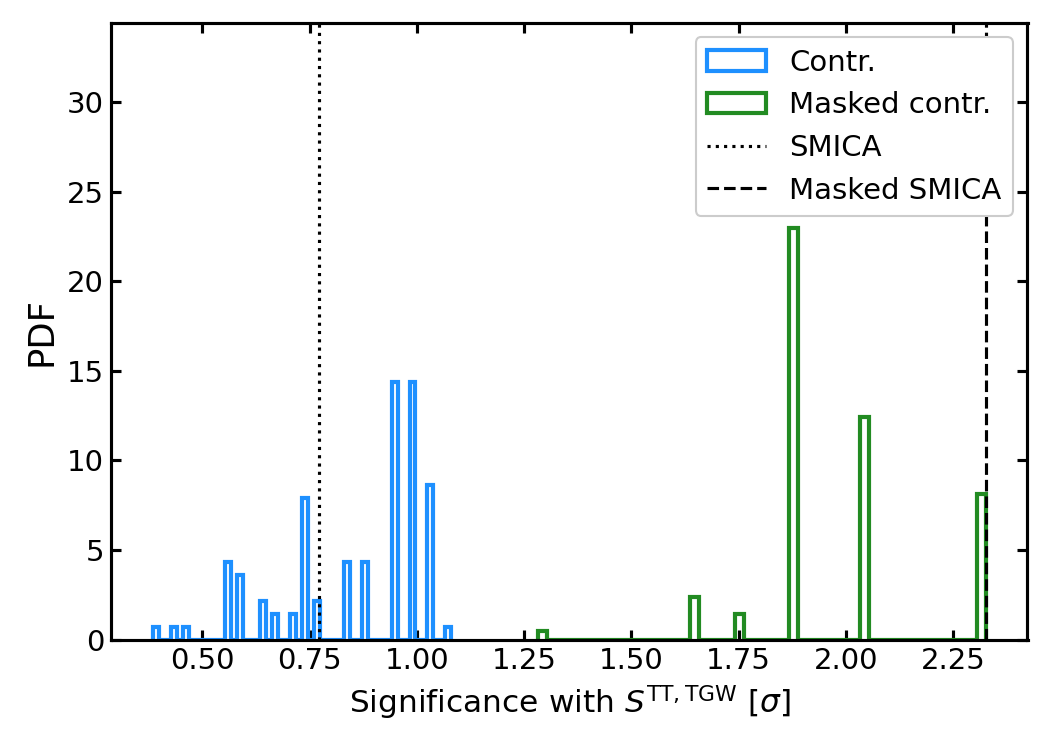 Contr.
Masked contr.
SMICA
Masked SMICA
30
25
20
15
10
5
0
PDF
0.50 0.75 1.00 1.25 1.50 1.75 2.00 2.25
Significance with S^{TT, TGW} [σ]